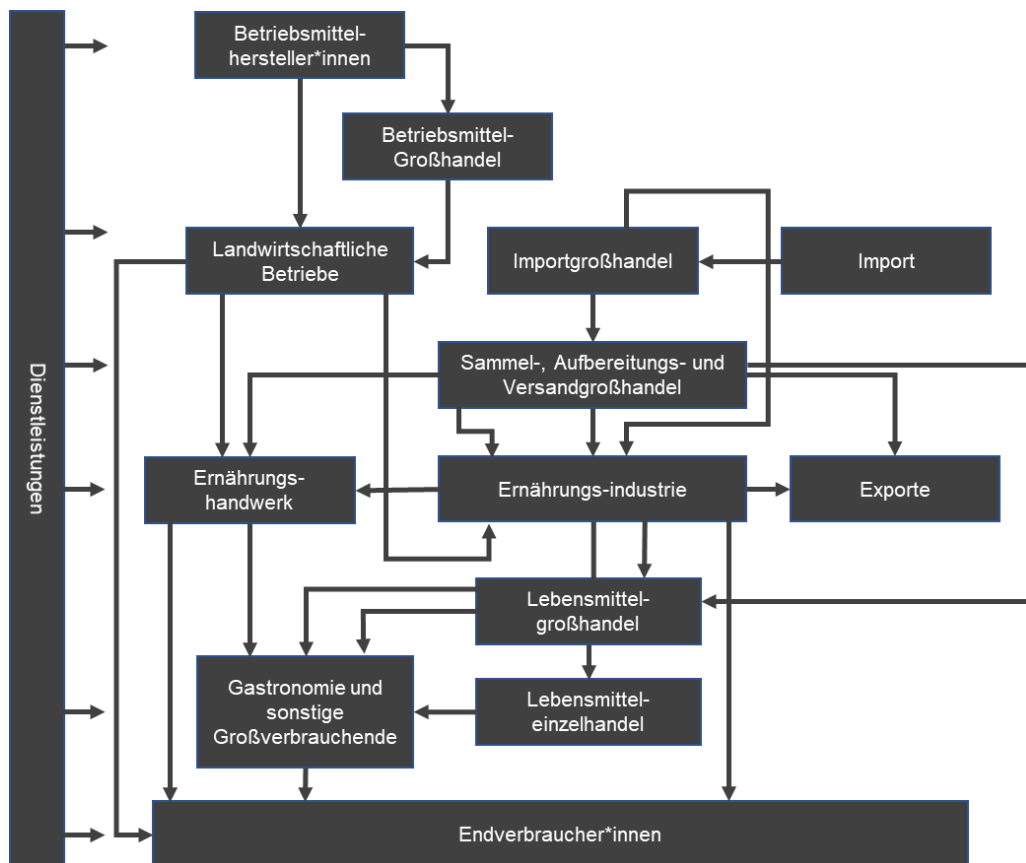 Betriebsmittel-
hersteller*innen
Betriebsmittel-
Großhandel
Landwirtschaftliche
Betriebe
Importgroßhandel
Import
Dienstleistungen
Sammel-, Aufbereitungs- und
Versandgroßhandel
Ernährungs-
handwerk
Ernährungs-industrie
Exporte
Lebensmittel-
großhandel
Gastronomie und
sonstige
Großverbrauchende
Lebensmittel-
einzelhandel
Endverbraucher*innen